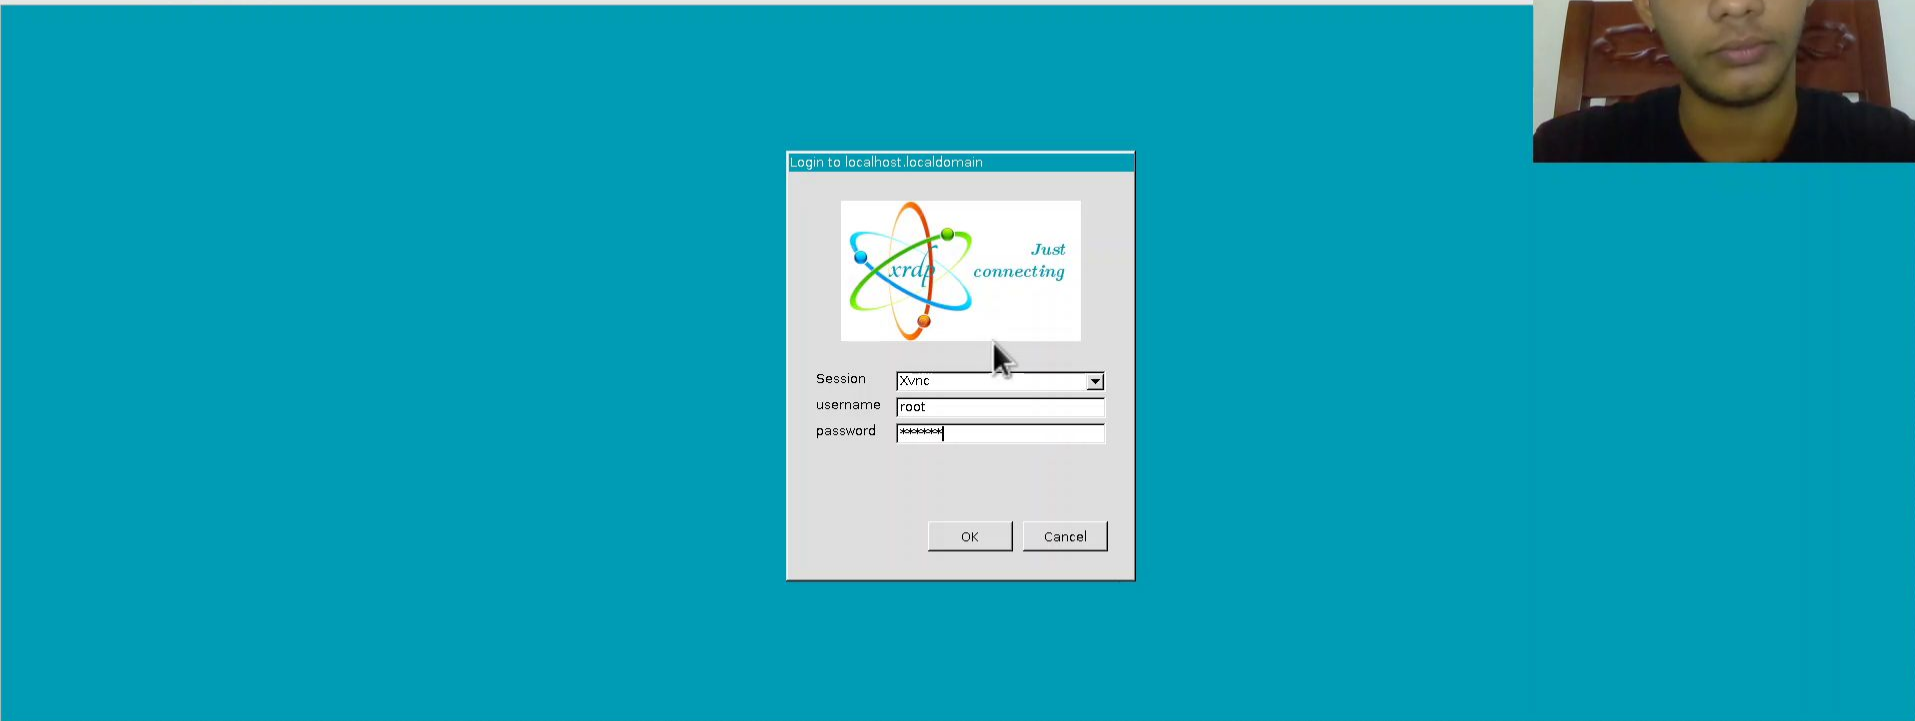 Login to localhost.localdomain
xrdp
Just
connecting
Session
Xvnc
username
root
password
******
OK
Cancel